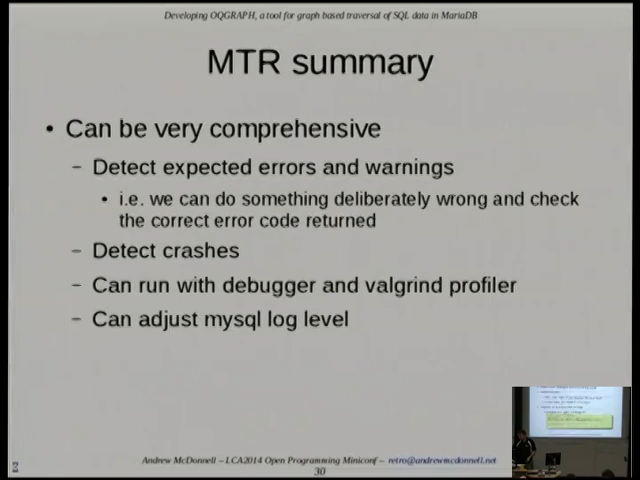 Developing OQGRAPH, a tool for graph based traversal of SQL data in MariaDB
MTR summary
• Can be very comprehensive
– Detect expected errors and warnings
• i.e. we can do something deliberately wrong and check
the correct error code returned
– Detect crashes
– Can run with debugger and valgrind profiler
– Can adjust mysql log level
Andrew McDonnell – LCA2014 Open Programming Miniconf – retro@andrewmcdonnell.net
30